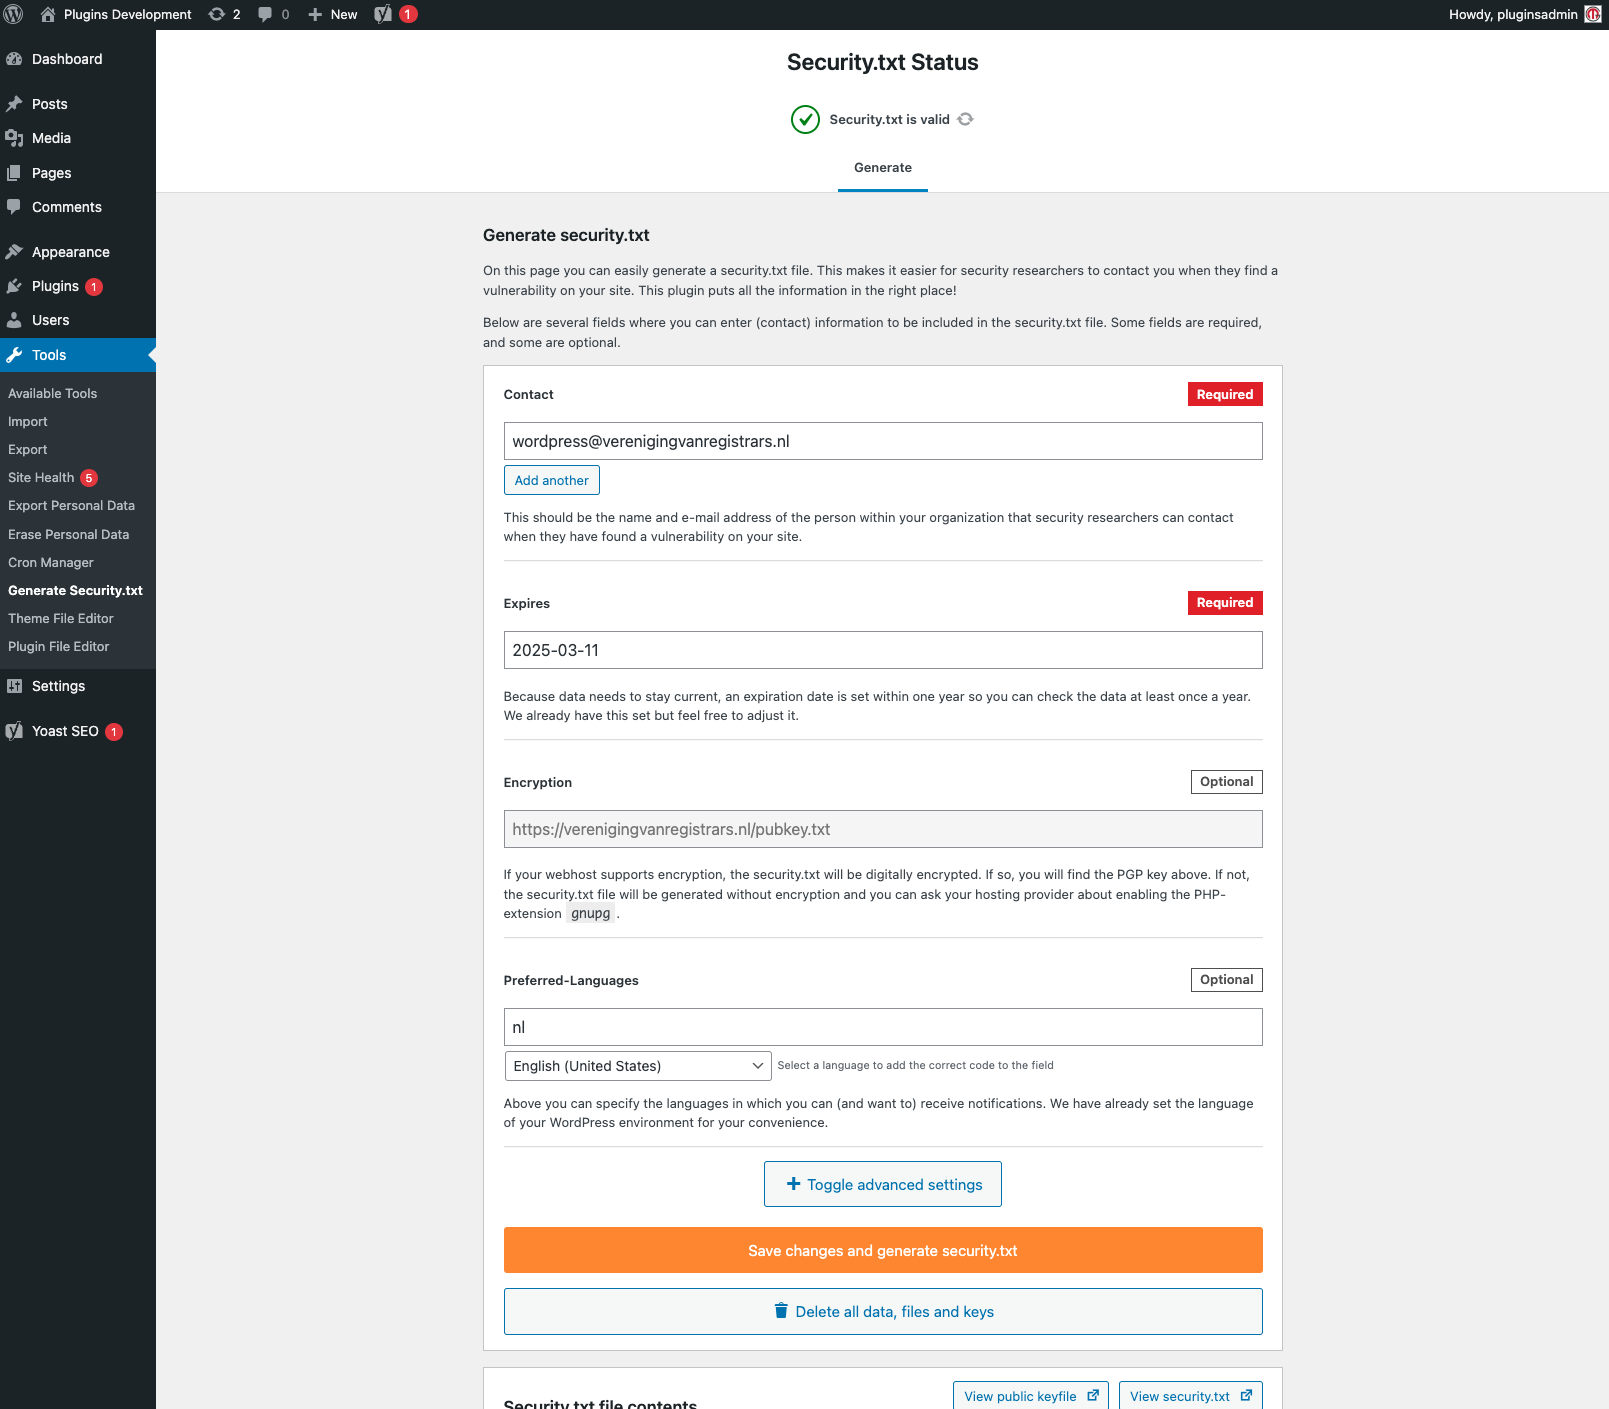 Plugins Development
2
0
New
1
Howdy, pluginsadmin
Dashboard
Posts
Media
Pages
Comments
Appearance
Plugins 1
Users
Tools
Available Tools
Import
Export
Site Health 5
Export Personal Data
Erase Personal Data
Cron Manager
Generate Security.txt
Theme File Editor
Plugin File Editor
Settings
Yoast SEO 1
Security.txt Status
Security.txt is valid
Generate
Generate security.txt
On this page you can easily generate a security.txt file. This makes it easier for security researchers to contact you when they find a
vulnerability on your site. This plugin puts all the information in the right place!
Below are several fields where you can enter (contact) information to be included in the security.txt file. Some fields are required,
and some are optional.
Contact
Required
wordpress@verenigingvanregistrars.nl
Add another
This should be the name and e-mail address of the person within your organization that security researchers can contact
when they have found a vulnerability on your site.
Expires
Required
2025-03-11
Because data needs to stay current, an expiration date is set within one year so you can check the data at least once a year.
We already have this set but feel free to adjust it.
Encryption
Optional
https://verenigingvanregistrars.nl/pubkey.txt
If your webhost supports encryption, the security.txt will be digitally encrypted. If so, you will find the PGP key above. If not,
the security.txt file will be generated without encryption and you can ask your hosting provider about enabling the PHP-
extension gnupg .
Preferred-Languages
Optional
nl
English (United States)
Select a language to add the correct code to the field
Above you can specify the languages in which you can (and want to) receive notifications. We have already set the language
of your WordPress environment for your convenience.
Toggle advanced settings
Save changes and generate security.txt
Delete all data, files and keys
Security.txt file contents
View public keyfile
View security.txt